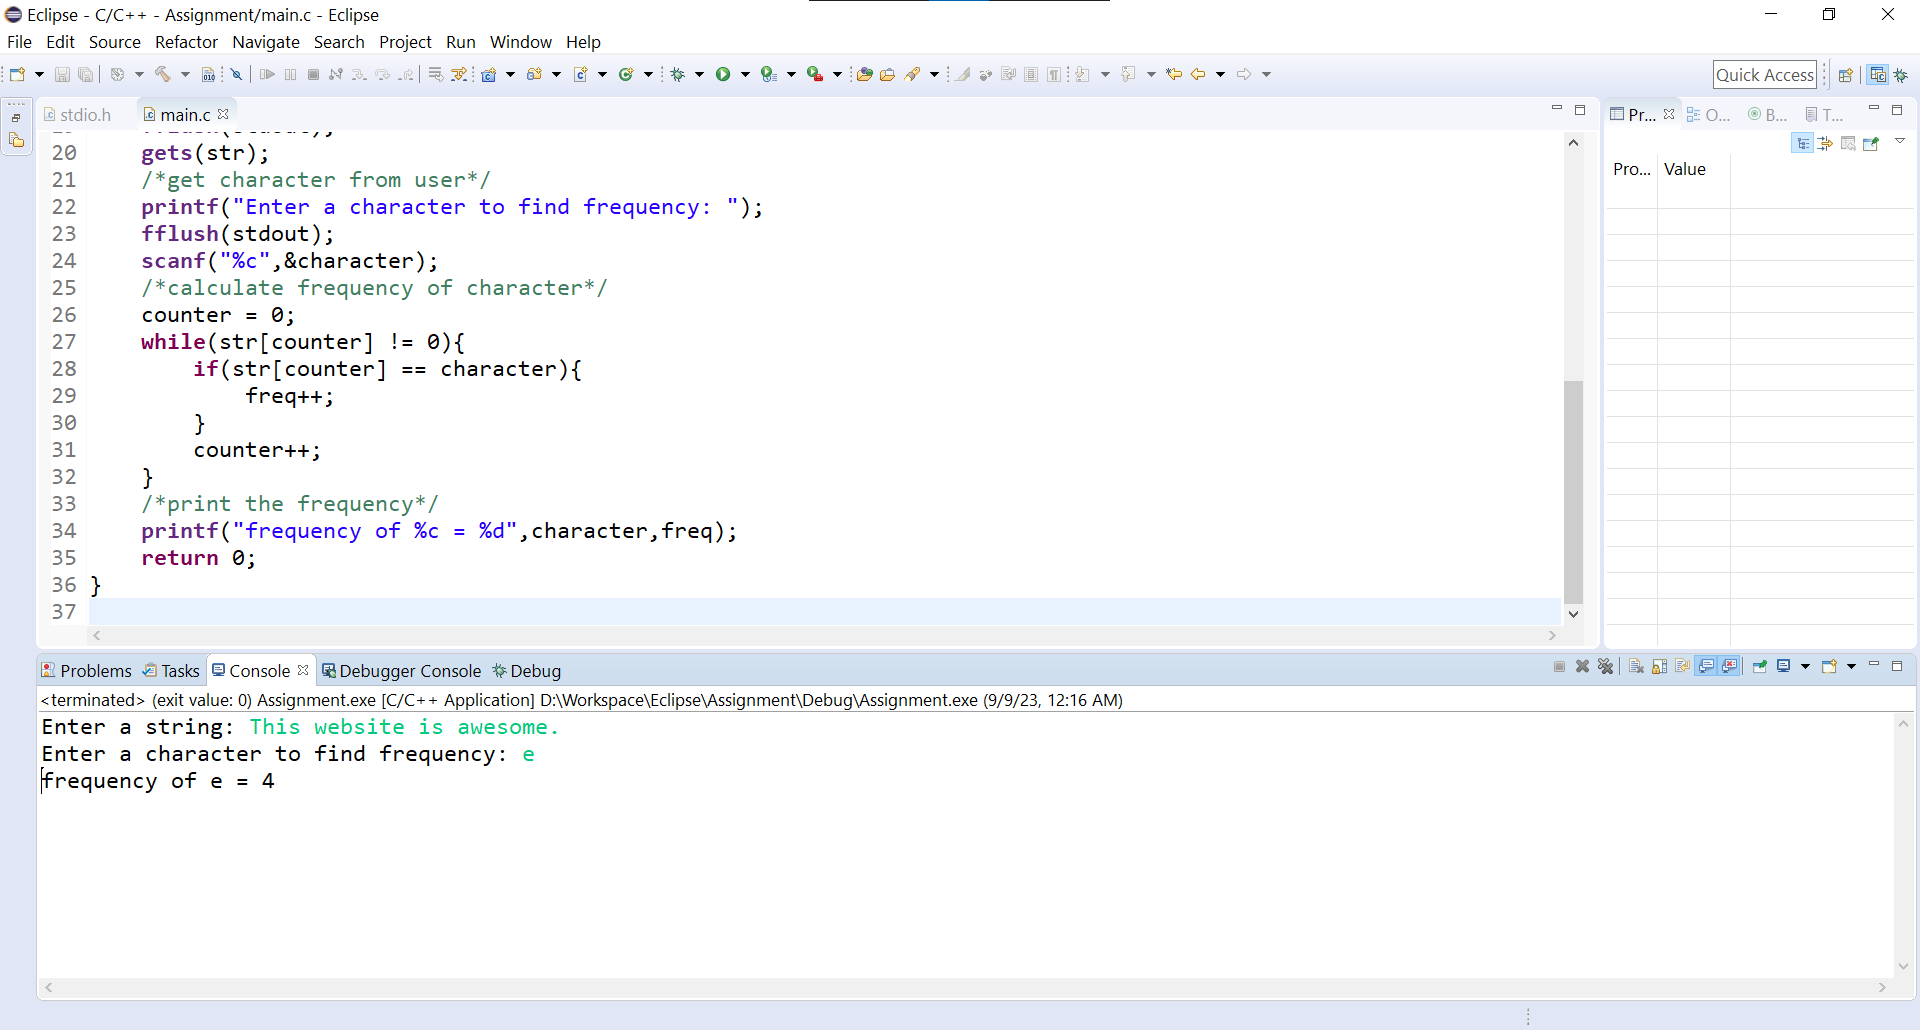 Eclipse - C/C++ - Assignment/main.c - Eclipse
File Edit Source Refactor Navigate Search Project Run Window Help
Quick Access
stdio.h main.c Pr... O... B... T...
Pro... Value
20 gets(str);
21 /*get character from user*/
22 printf("Enter a character to find frequency: ");
23 fflush(stdout);
24 scanf("%c",&character);
25 /*calculate frequency of character*/
26 counter = 0;
27 while(str[counter] != 0){
28 if(str[counter] == character){
29 freq++;
30 }
31 counter++;
32 }
33 /*print the frequency*/
34 printf("frequency of %c = %d",character,freq);
35 return 0;
36 }
37
Problems Tasks Console Debugger Console Debug
<terminated> (exit value: 0) Assignment.exe [C/C++ Application] D:\Workspace\Eclipse\Assignment\Debug\Assignment.exe (9/9/23, 12:16 AM)
Enter a string: This website is awesome.
Enter a character to find frequency: e
frequency of e = 4